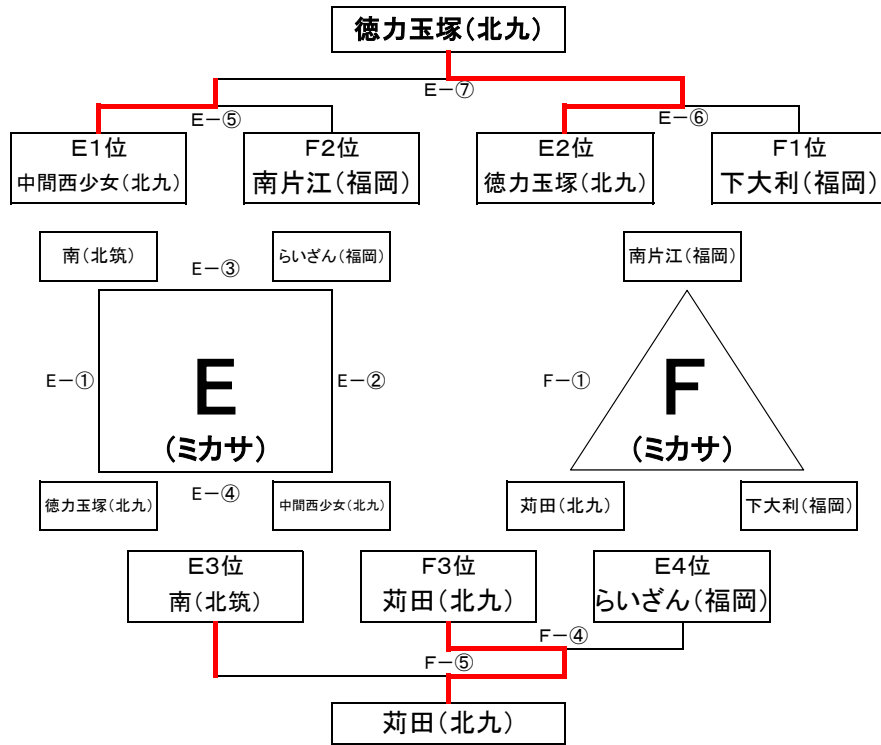 徳力玉塚(北九)
E－⑦
E－⑤
E－⑥
E1位
中間西少女(北九)
F2位
南片江(福岡)
E2位
徳力玉塚(北九)
F1位
下大利(福岡)
南(北筑)
E－③
らいざん(福岡)
南片江(福岡)
E－①
E
(ミカサ)
E－②
F－①
F
(ミカサ)
徳力玉塚(北九)
E－④
中間西少女(北九)
苅田(北九)
下大利(福岡)
E3位
南(北筑)
F3位
苅田(北九)
E4位
らいざん(福岡)
F－④
F－⑤
苅田(北九)